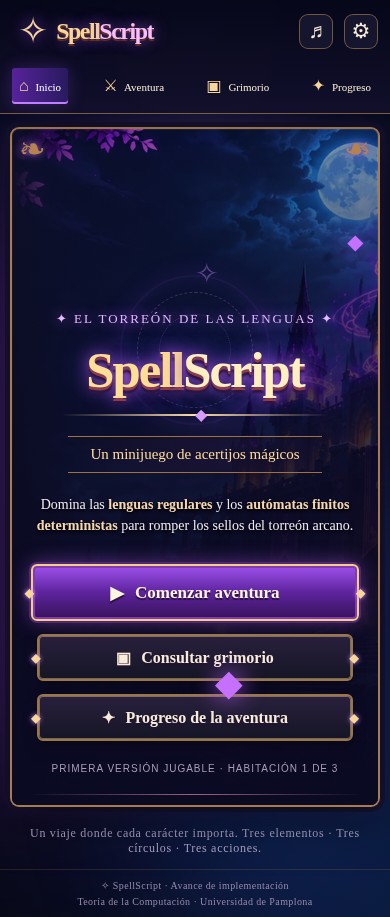 SpellScript
Inicio
Aventura
Grimorio
Progreso
EL TORREÓN DE LAS LENGUAS
SpellScript
Un minijuego de acertijos mágicos
Domina las lenguas regulares y los autómatas finitos
deterministas para romper los sellos del torreón arcano.
Comenzar aventura
Consultar grimorio
Progreso de la aventura
PRIMERA VERSIÓN JUGABLE · HABITACIÓN 1 DE 3
Un viaje donde cada carácter importa. Tres elementos · Tres
círculos · Tres acciones.
SpellScript · Avance de implementación
Teoría de la Computación · Universidad de Pamplona